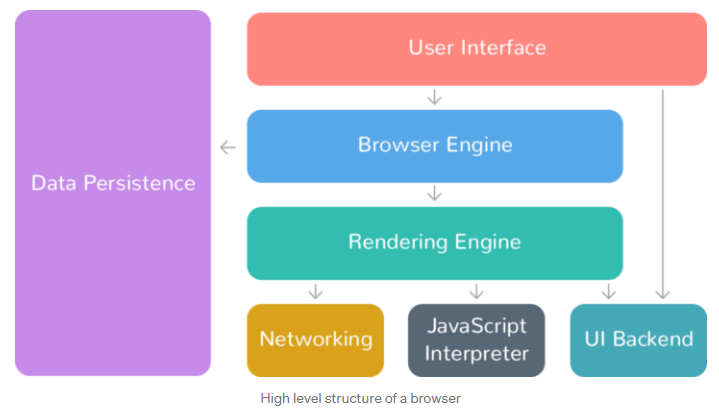 User Interface
Browser Engine
Data Persistence
Rendering Engine
Networking
JavaScript
Interpreter
UI Backend
High level structure of a browser